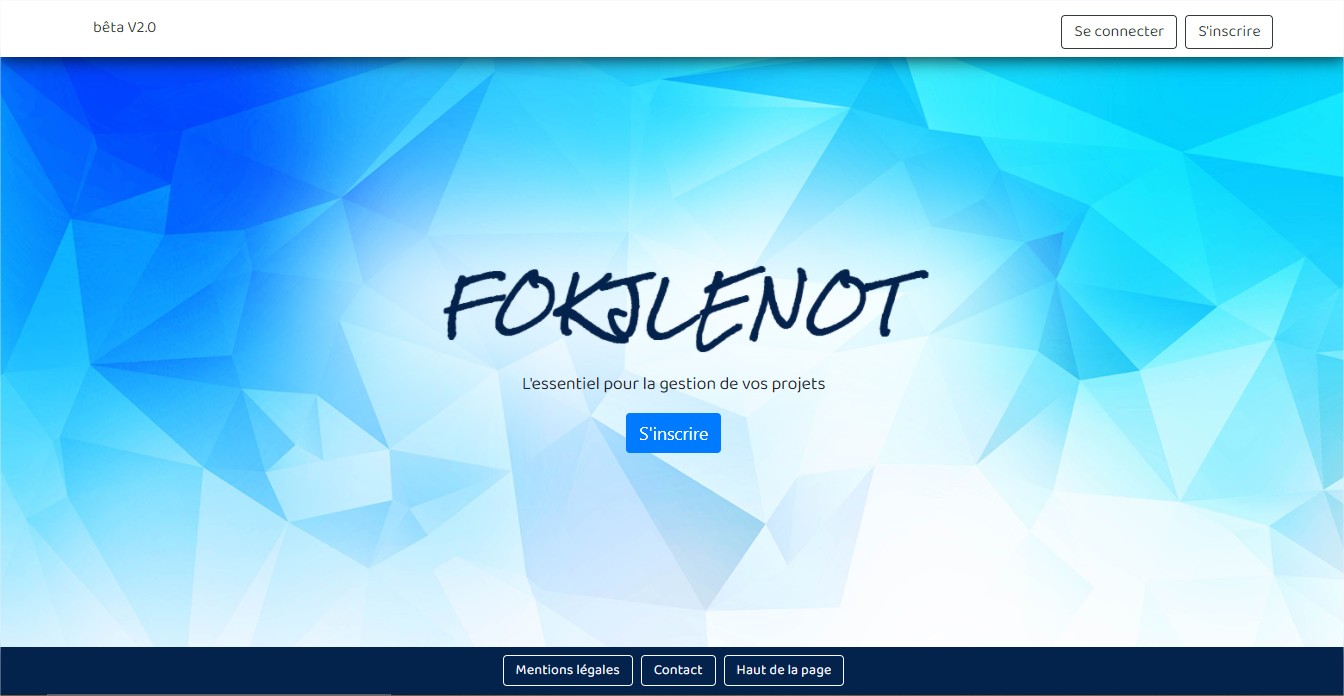 bêta V2.0
Se connecter
S'inscrire
FOKJLENOT
L'essentiel pour la gestion de vos projets
S'inscrire
Mentions légales
Contact
Haut de la page